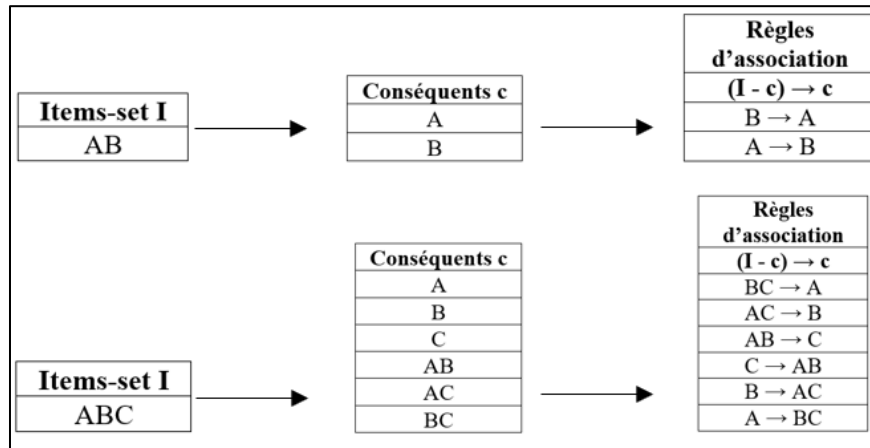 Items-set I
AB
Conséquents c
A
B
Règles
d'association
(I - c) → c
B → A
A → B
Items-set I
ABC
Conséquents c
A
B
C
AB
AC
BC
Règles
d'association
(I - c) → c
BC → A
AC → B
AB → C
C → AB
B → AC
A → BC